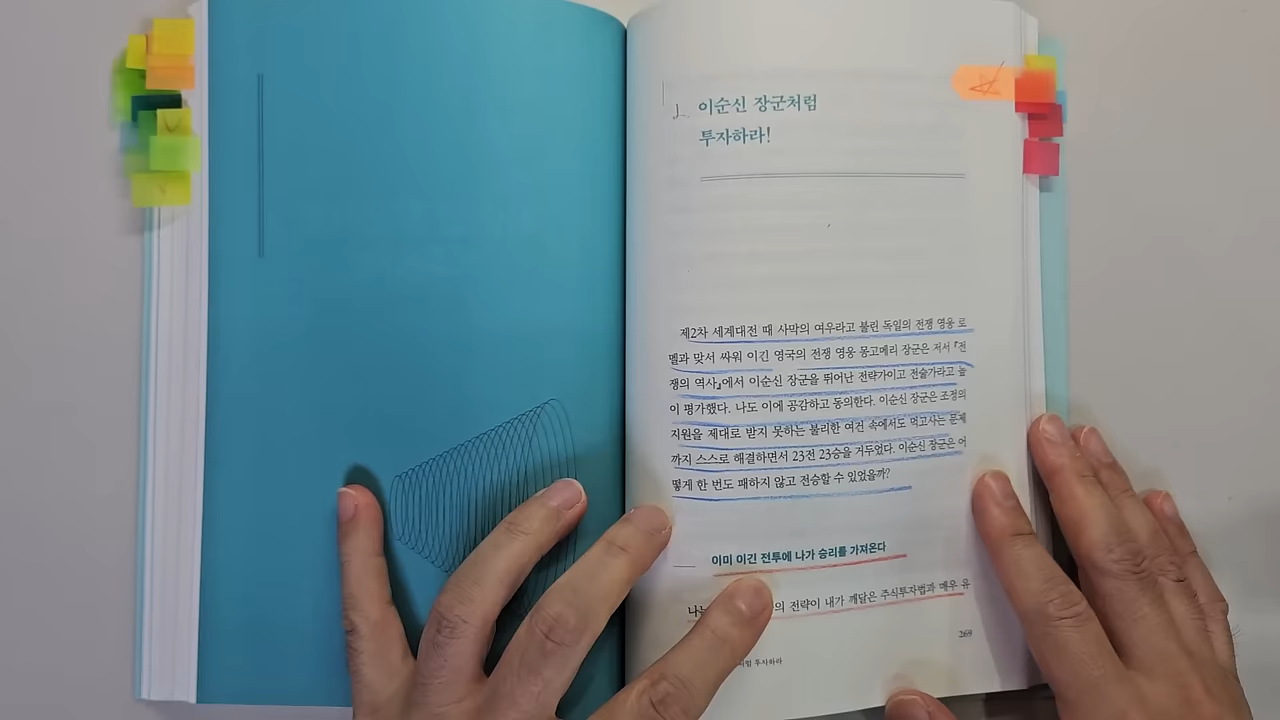 이순신 장군처럼
투자하라!
제2차 세계대전 때 사막의 여우라고 불린 독일의 전쟁 영웅 로
멜과 맞서 싸워 이긴 영국의 전쟁 영웅 몽고메리 장군은 저서 『전
쟁의 역사』에서 이순신 장군을 뛰어난 전략가이고 전술가라고 높
이 평가했다. 나도 이에 공감하고 동의한다. 이순신 장군은 조정의
지원을 제대로 받지 못하는 불리한 여건 속에서도 먹고사는 문제
까지 스스로 해결하면서 23전 23승을 거두었다. 이순신 장군은 어
떻게 한 번도 패하지 않고 전승할 수 있었을까?
이미 이긴 전투에 나가 승리를 가져온다
전략이 내가 깨달은 주식투자법과 매우 유
269
투자하라